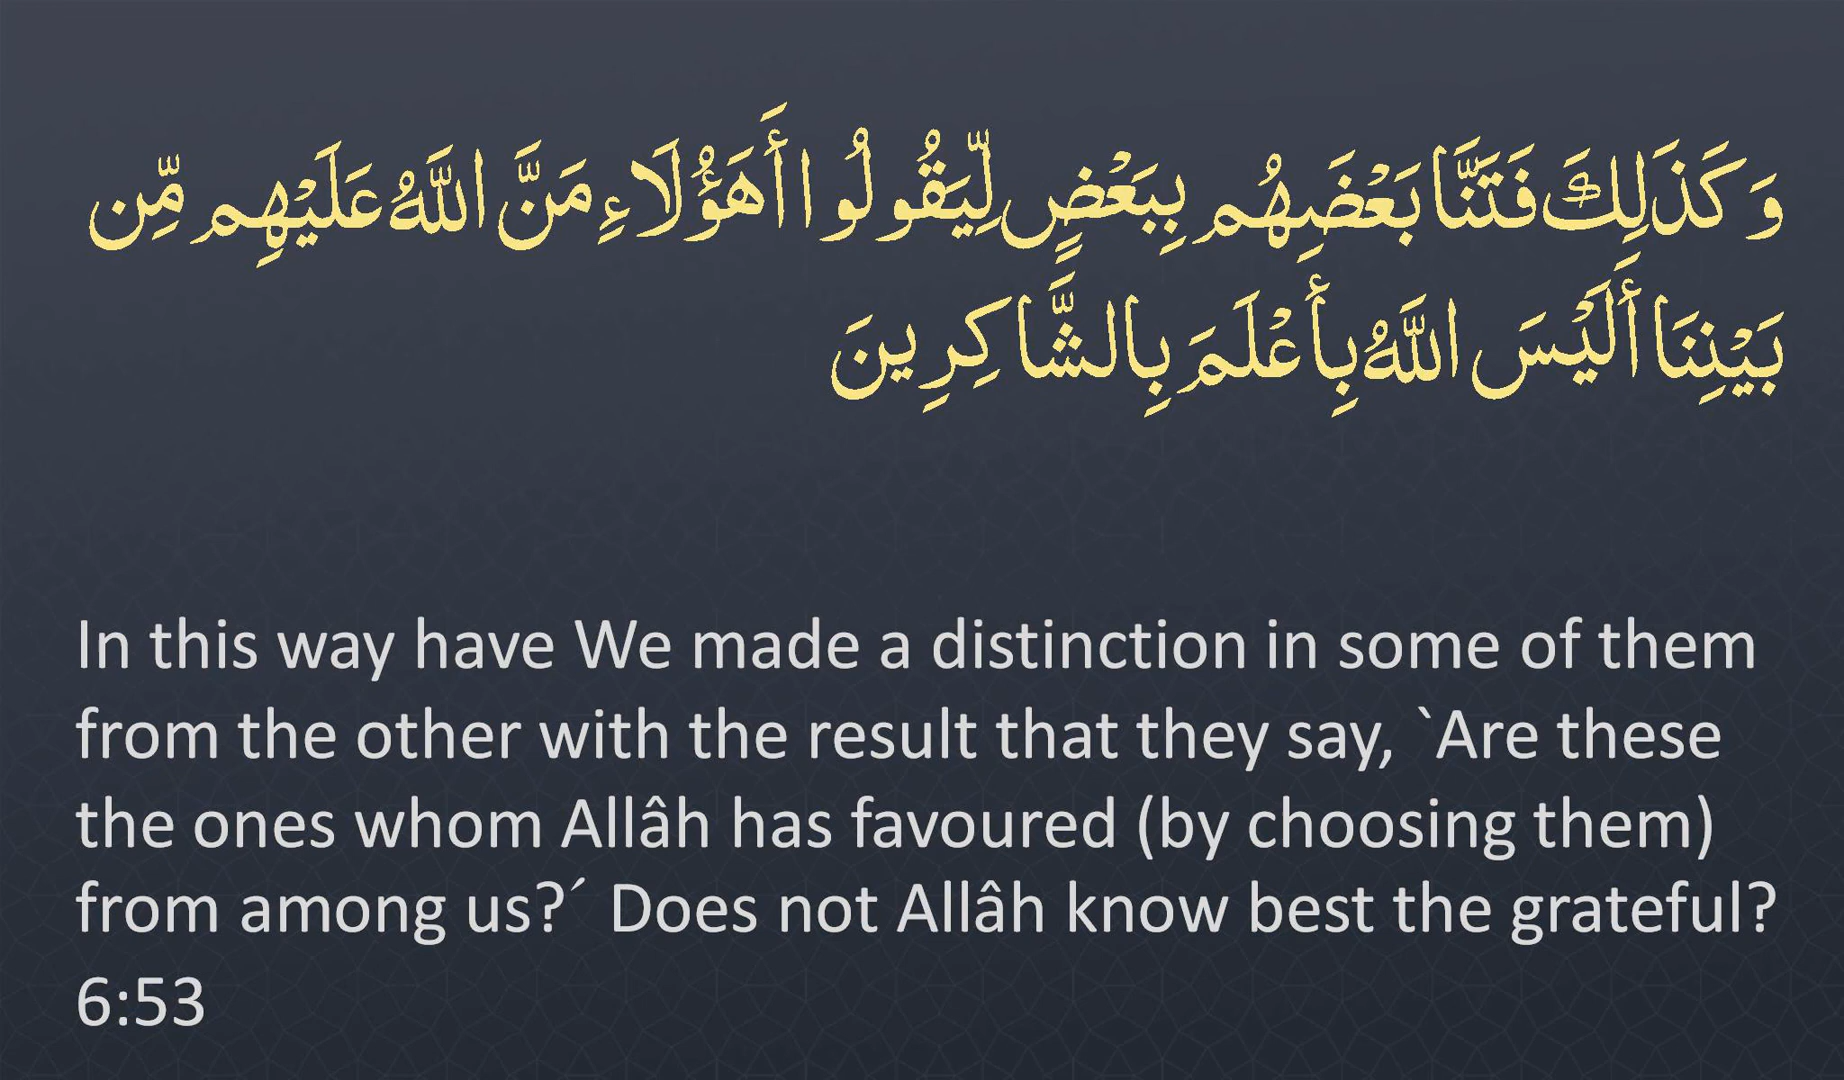 وَكَذَلِكَ فَتَنَّا بَعْضَهُم بِبَعْضٍ لِّيَقُولُوا أَهَؤُلَاءِ مَنَّ اللَّهُ عَلَيْهِم مِّن
بَيْنِنَا أَلَيْسَ اللَّهُ بِأَعْلَمَ بِالشَّاكِرِينَ
In this way have We made a distinction in some of them
from the other with the result that they say, `Are these
the ones whom Allâh has favoured (by choosing them)
from among us?´ Does not Allâh know best the grateful?
6:53